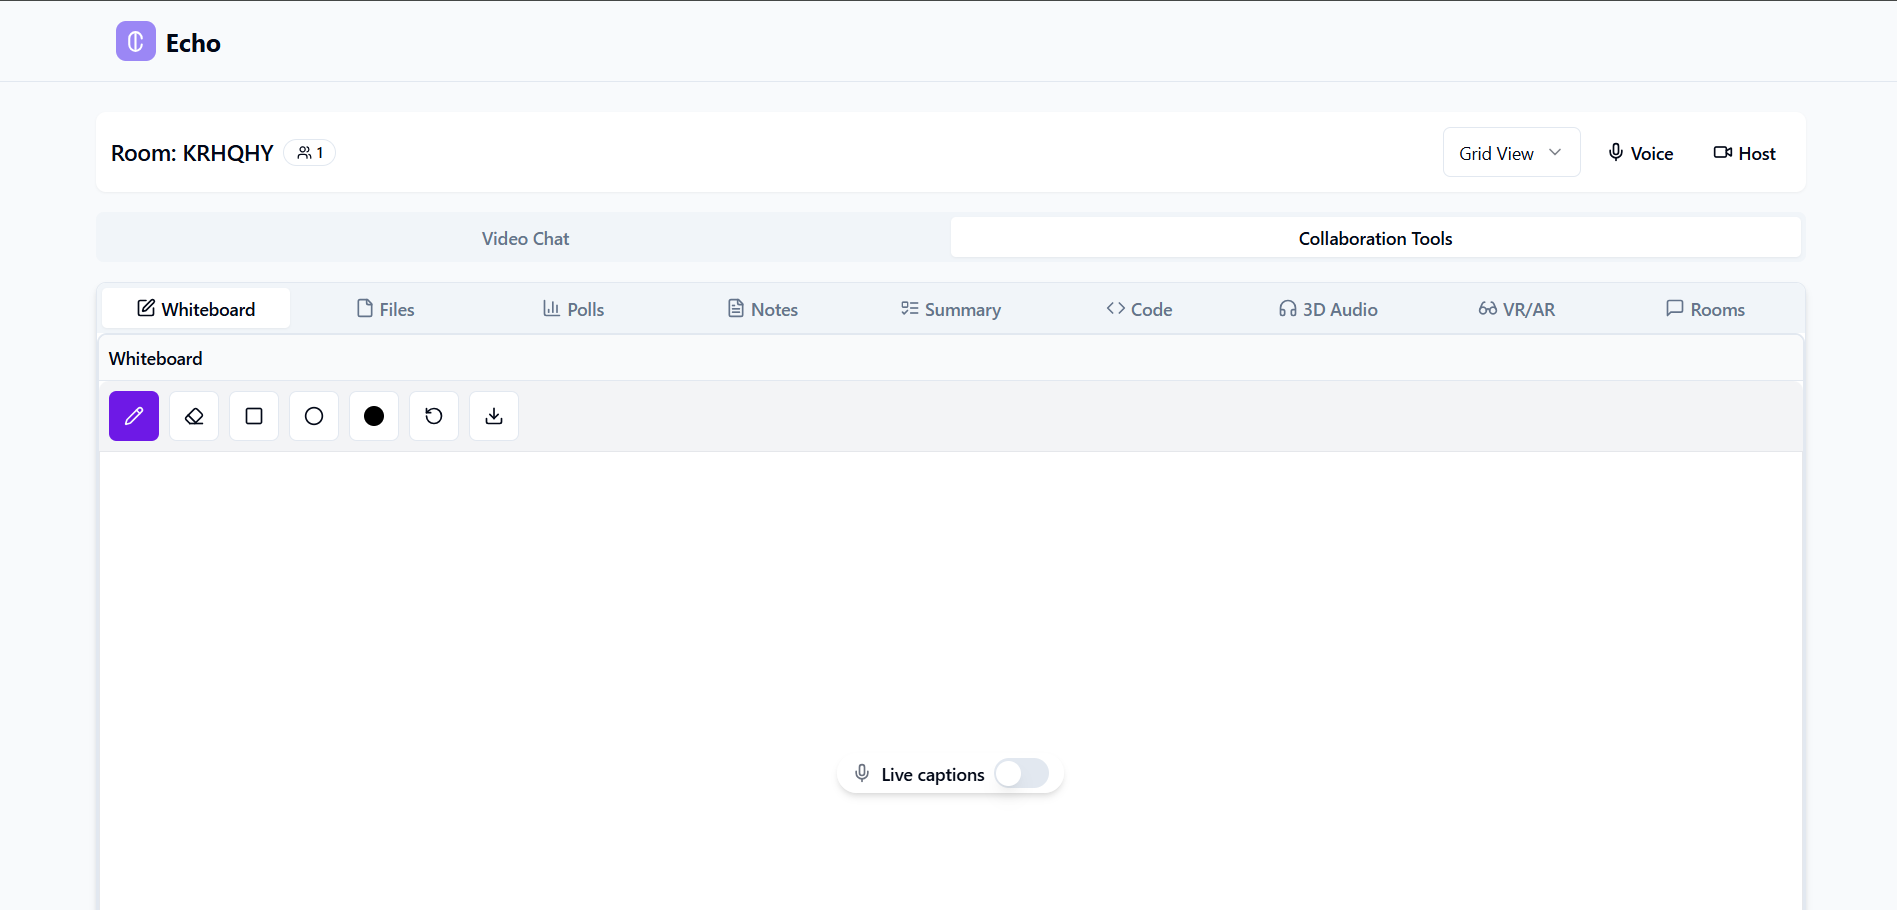 Echo
Room: KRHQHY 1 Grid View Voice Host
Video Chat Collaboration Tools
Whiteboard Files Polls Notes Summary Code 3D Audio VR/AR Rooms
Whiteboard
Live captions